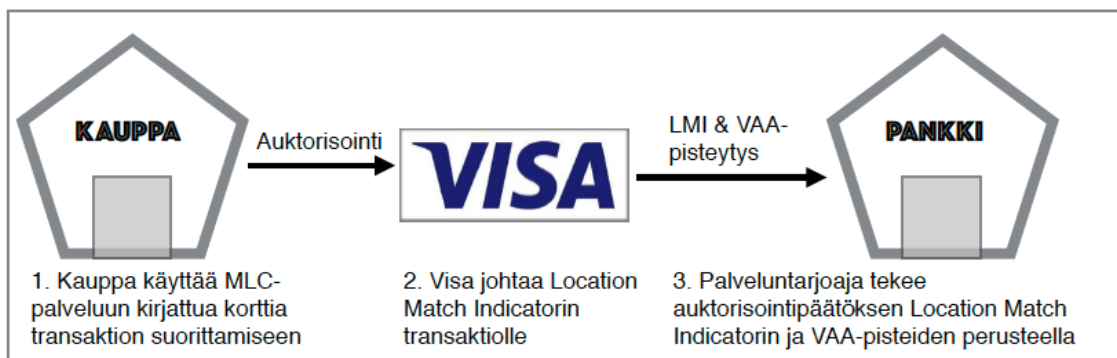 KAUPPA
Auktorisointi
VISA
LMI & VAA-
pisteytys
PANKKI
1. Kauppa käyttää MLC-
palveluun kirjattua korttia
transaktion suorittamiseen
2. Visa johtaa Location
Match Indicatorin
transaktiolle
3. Palveluntarjoaja tekee
auktorisointipäätöksen Location Match
Indicatorin ja VAA-pisteiden perusteella